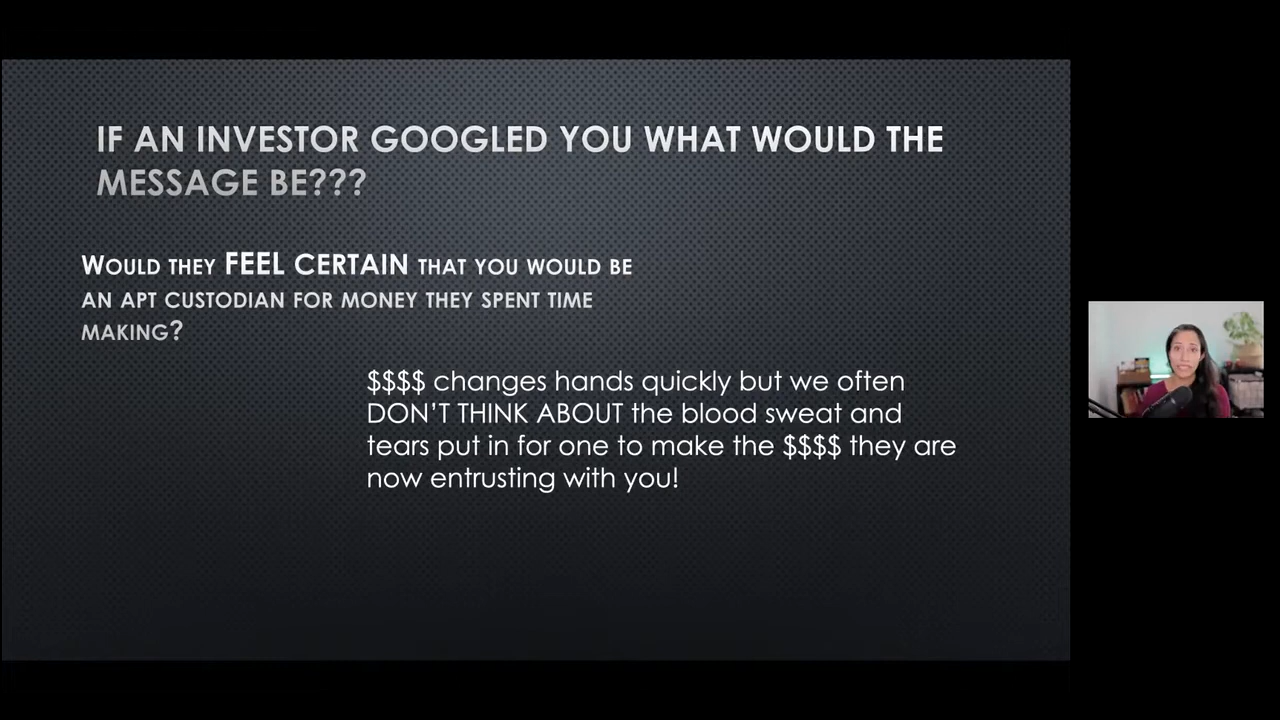 IF AN INVESTOR GOOGLED YOU WHAT WOULD THE
MESSAGE BE???
WOULD THEY FEEL CERTAIN THAT YOU WOULD BE
AN APT CUSTODIAN FOR MONEY THEY SPENT TIME
MAKING?
$$$$ changes hands quickly but we often
DON'T THINK ABOUT the blood sweat and
tears put in for one to make the $$$$ they are
now entrusting with you!